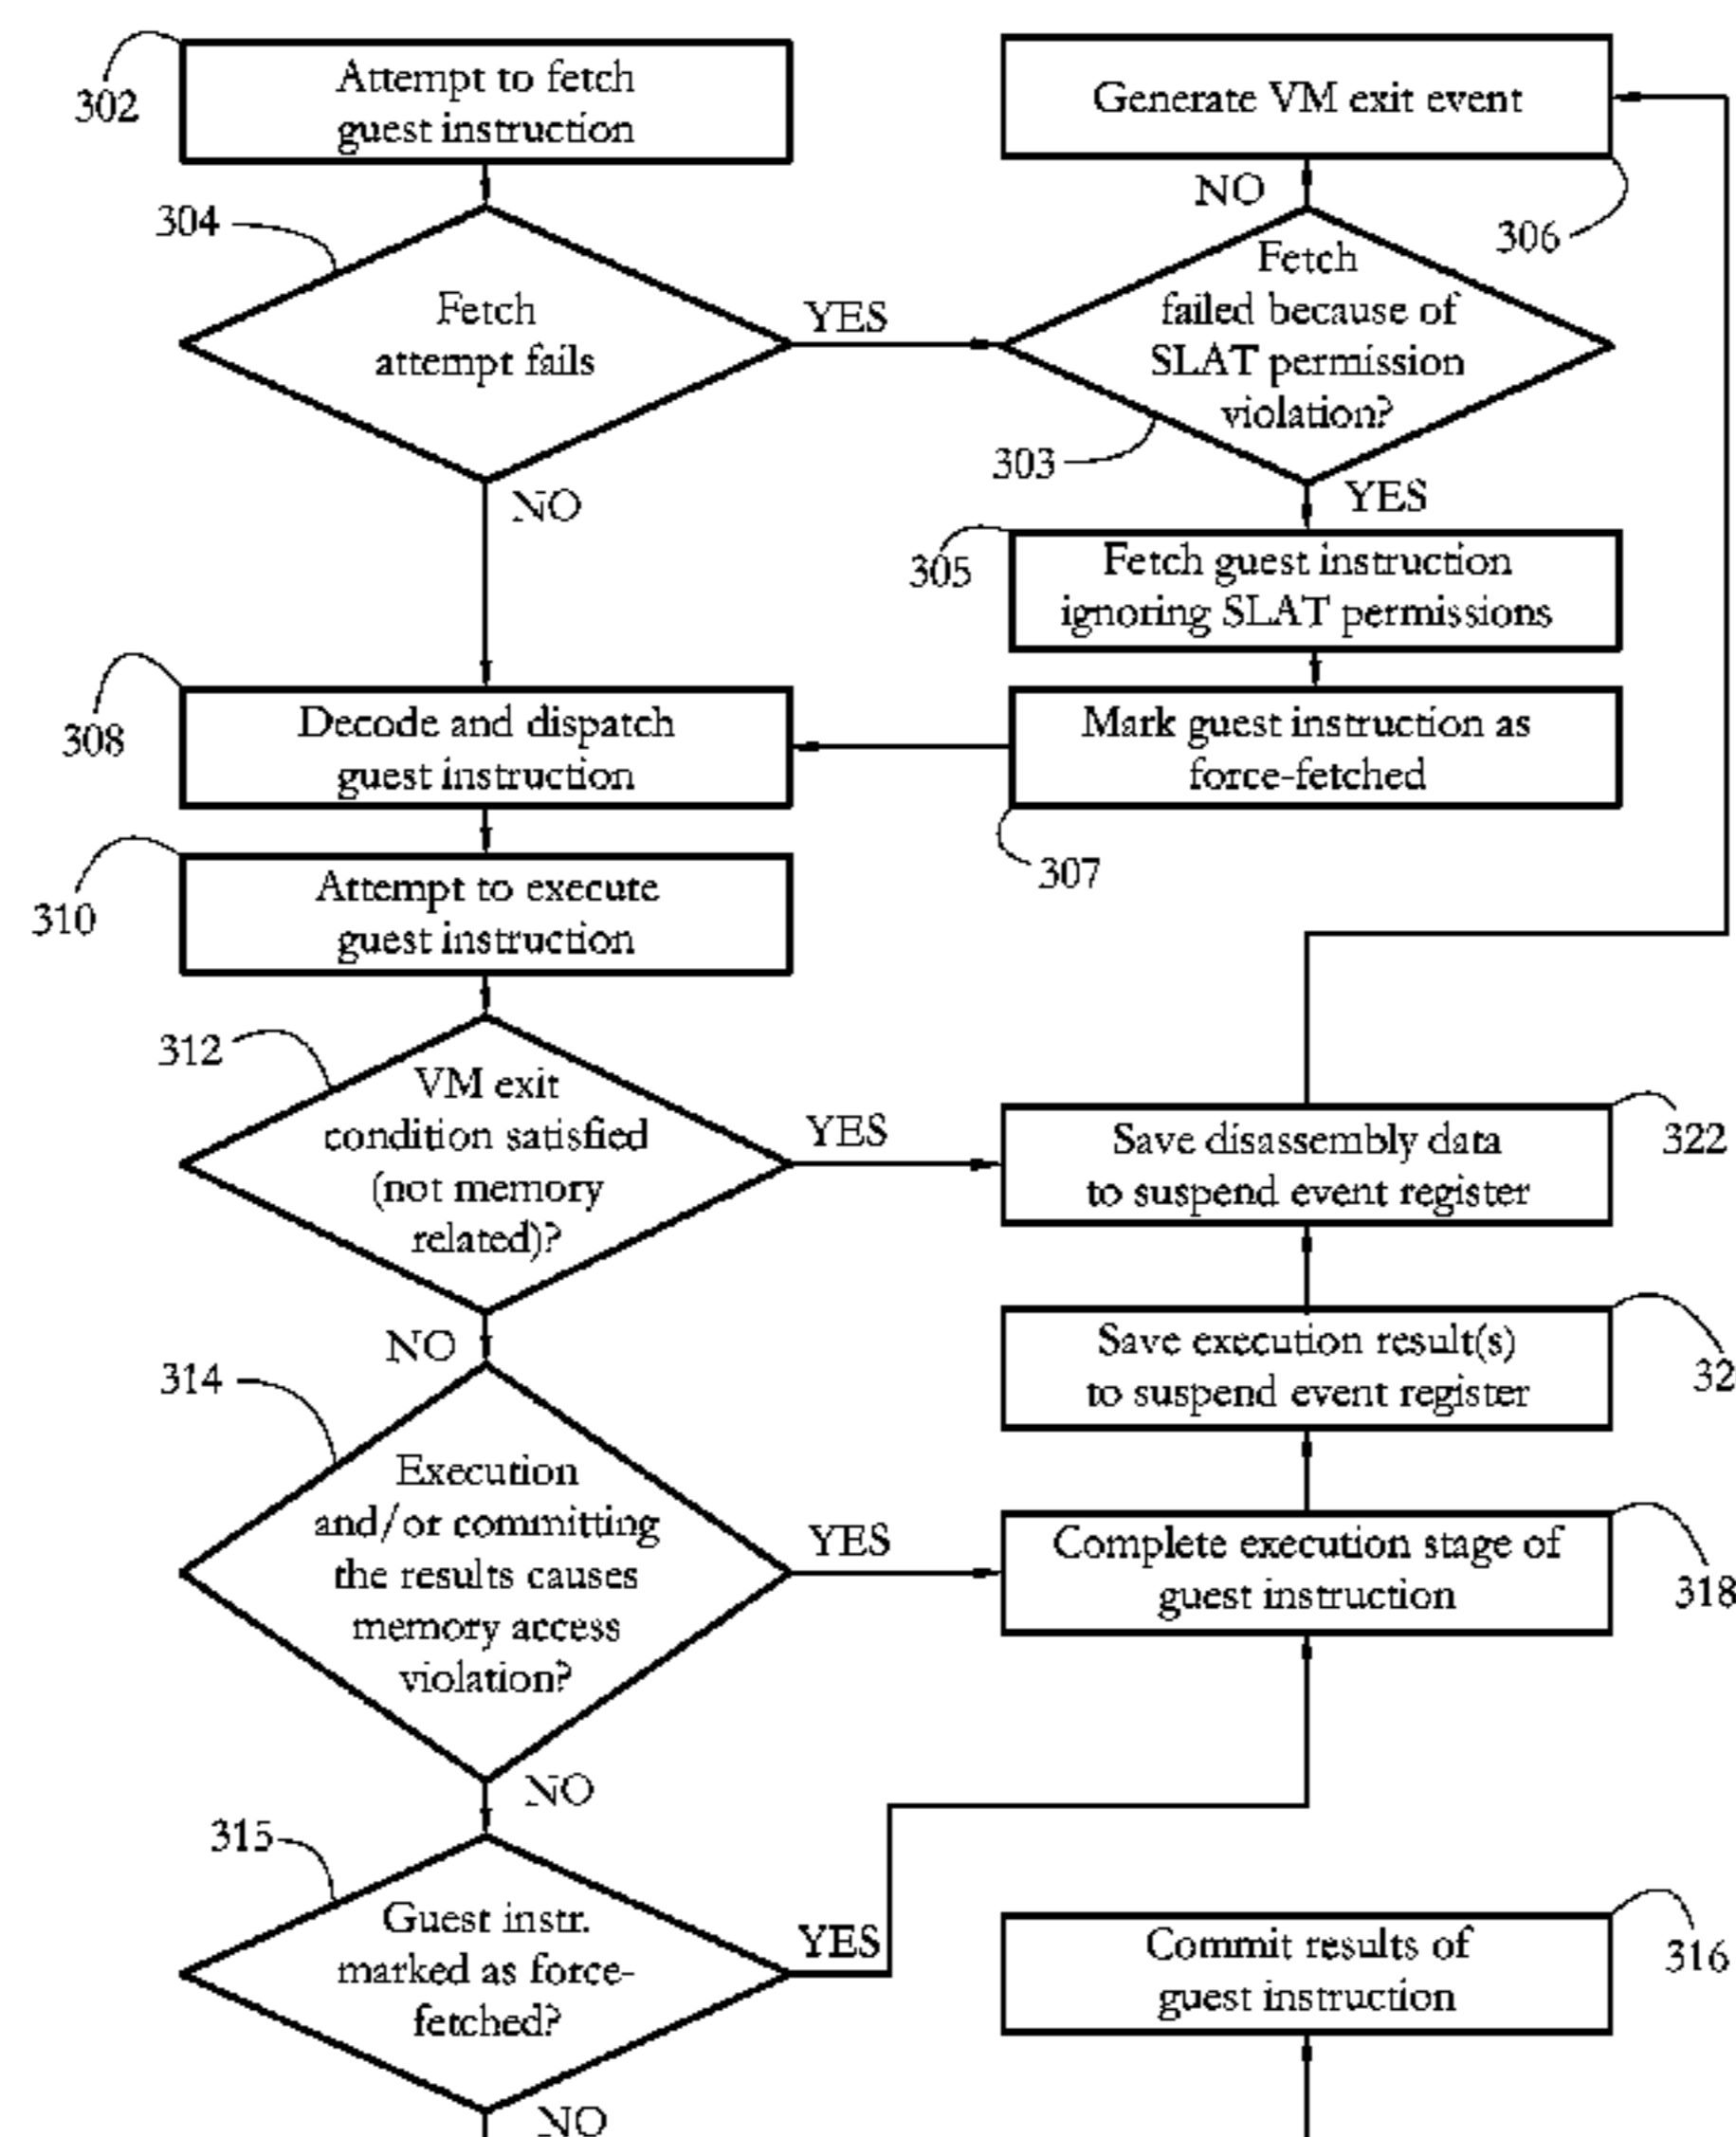 302
Attempt to fetch
guest instruction
Generate VM exit event
306
304
Fetch
attempt fails
YES
NO
Fetch
failed because of
SLAT permission
violation?
303
NO
YES
305
Fetch guest instruction
ignoring SLAT permissions
308
Decode and dispatch
guest instruction
Mark guest instruction as
force-fetched
307
310
Attempt to execute
guest instruction
312
VM exit
condition satisfied
(not memory
related)?
YES
Save disassembly data
to suspend event register
322
NO
Save execution result(s)
to suspend event register
32
314
Execution
and/or committing
the results causes
memory access
violation?
YES
Complete execution stage of
guest instruction
318
NO
315
Guest instr.
marked as force-
fetched?
YES
Commit results of
guest instruction
316
NO